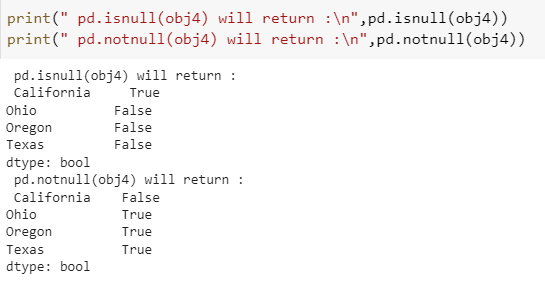 print(" pd.isnull(obj4) will return :\n",pd.isnull(obj4))
print(" pd.notnull(obj4) will return :\n",pd.notnull(obj4))
 pd.isnull(obj4) will return :
 California     True
Ohio          False
Oregon        False
Texas         False
dtype: bool
 pd.notnull(obj4) will return :
 California    False
Ohio           True
Oregon         True
Texas          True
dtype: bool